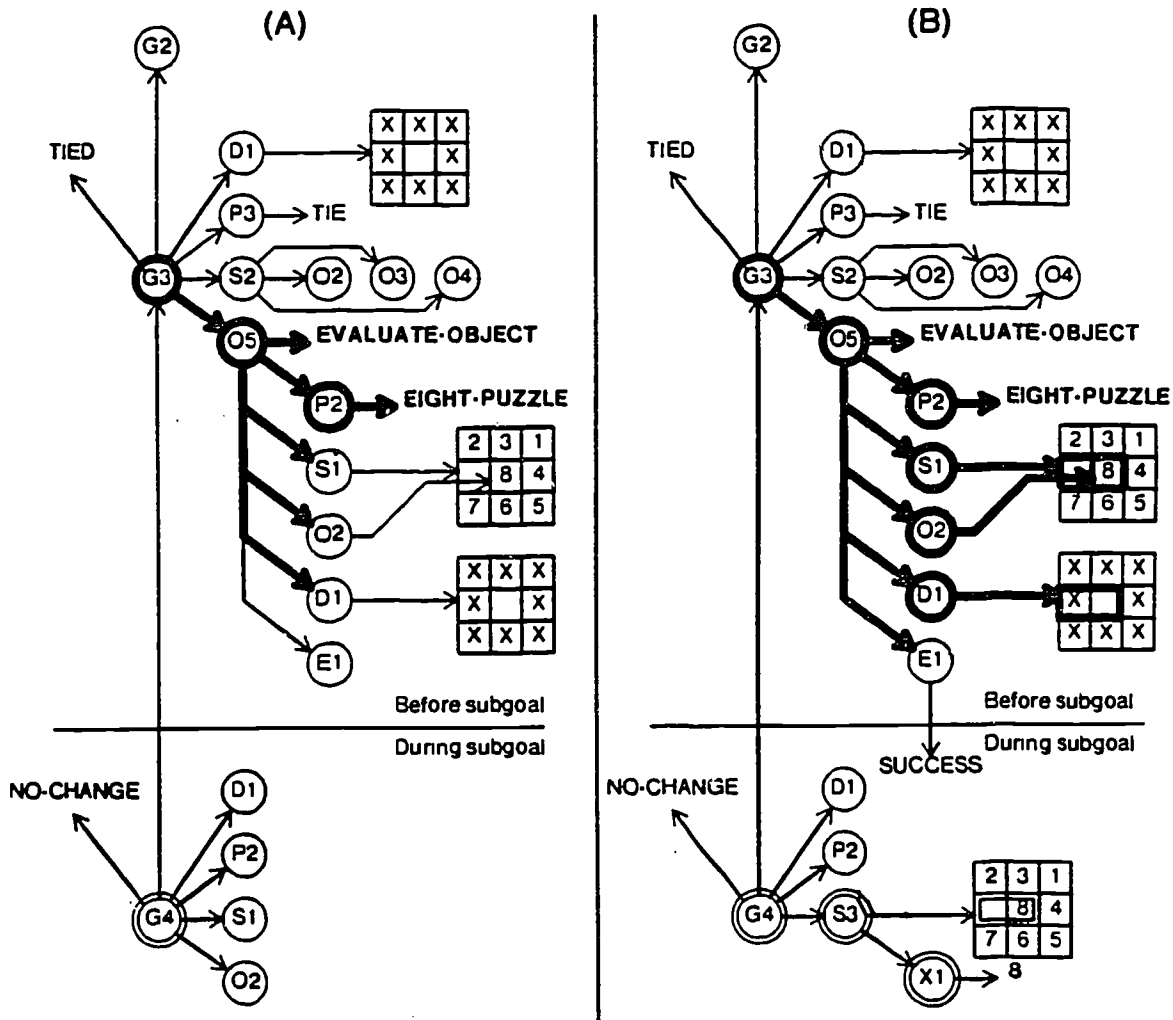 (A)
G2
TIED
D1
X X X
X X
X X X
P3
TIE
G3
S2
O2
O3
O4
O5
EVALUATE-OBJECT
P2
EIGHT-PUZZLE
S1
2 3 1
8 4
7 6 5
O2
D1
X X X
X X
X X X
E1
Before subgoal
During subgoal
NO-CHANGE
D1
P2
G4
S1
O2
(B)
G2
TIED
D1
X X X
X X
X X X
P3
TIE
G3
S2
O2
O3
O4
O5
EVALUATE-OBJECT
P2
EIGHT-PUZZLE
S1
2 3 1
8 4
7 6 5
O2
D1
X X X
X X
X X X
E1
Before subgoal
During subgoal
SUCCESS
NO-CHANGE
D1
P2
G4
S3
2 3 1
8 4
7 6 5
X1
8